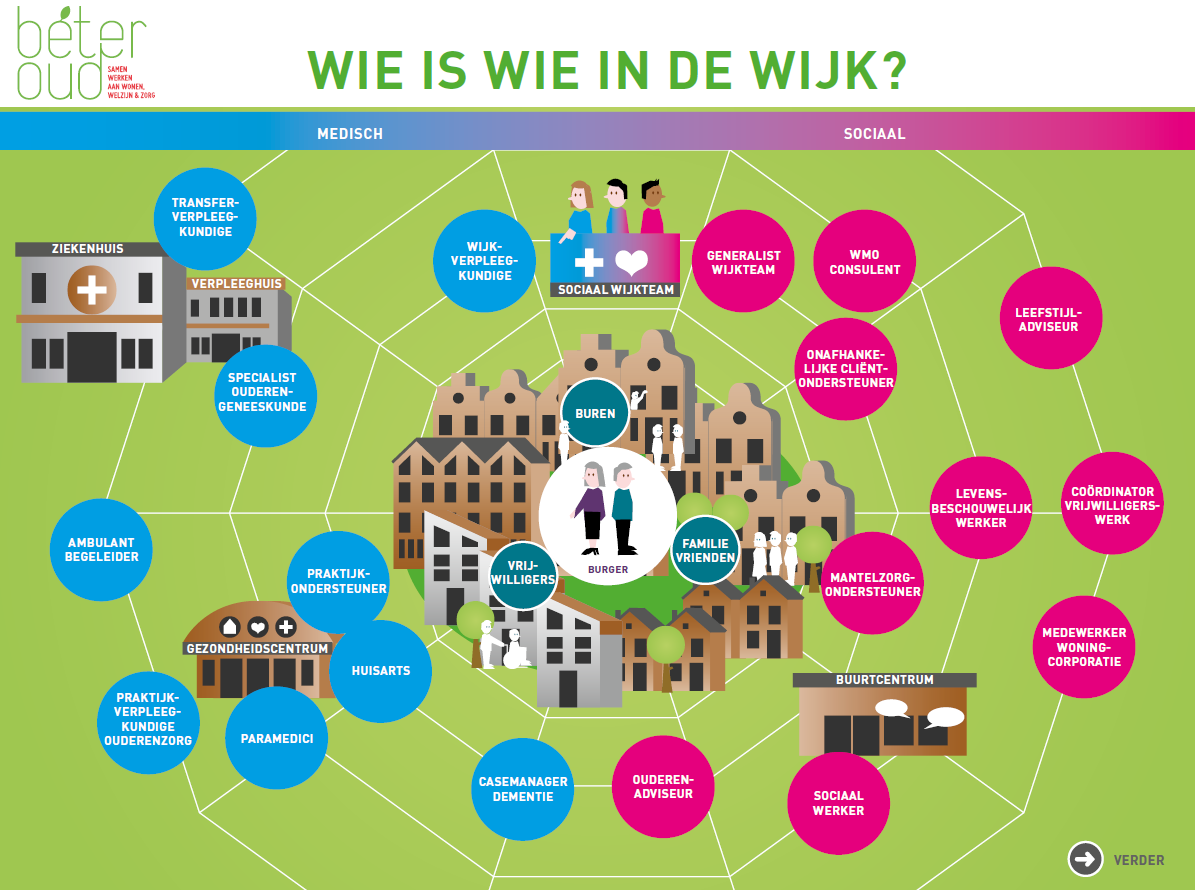 béter
oud
SAMEN
WERKEN
AAN WONEN,
WELZIJN & ZORG
WIE IS WIE IN DE WIJK?
MEDISCH
SOCIAAL
TRANSFER-
VERPLEEG-
KUNDIGE
ZIEKENHUIS
VERPLEEGHUIS
SPECIALIST
OUDEREN-
GENEESKUNDE
WIJK-
VERPLEEG-
KUNDIGE
SOCIAAL WIJKTEAM
GENERALIST
WIJKTEAM
WMO
CONSULENT
LEEFSTIJL-
ADVISEUR
ONAFHANKE-
LIJKE CLIËNT-
ONDERSTEUNER
BUREN
BURGER
VRIJ-
WILLIGERS
FAMILIE
VRIENDEN
LEVENS-
BESCHOUWELIJK
WERKER
COÖRDINATOR
VRIJWILLIGERS-
WERK
AMBULANT
BEGELEIDER
PRAKTIJK-
ONDERSTEUNER
MANTELZORG-
ONDERSTEUNER
GEZONDHEIDSCENTRUM
HUISARTS
MEDEWERKER
WONING-
CORPORATIE
BUURTCENTRUM
PRAKTIJK-
VERPLEEG-
KUNDIGE
OUDERENZORG
PARAMEDICI
CASEMANAGER
DEMENTIE
OUDEREN-
ADVISEUR
SOCIAAL
WERKER
VERDER